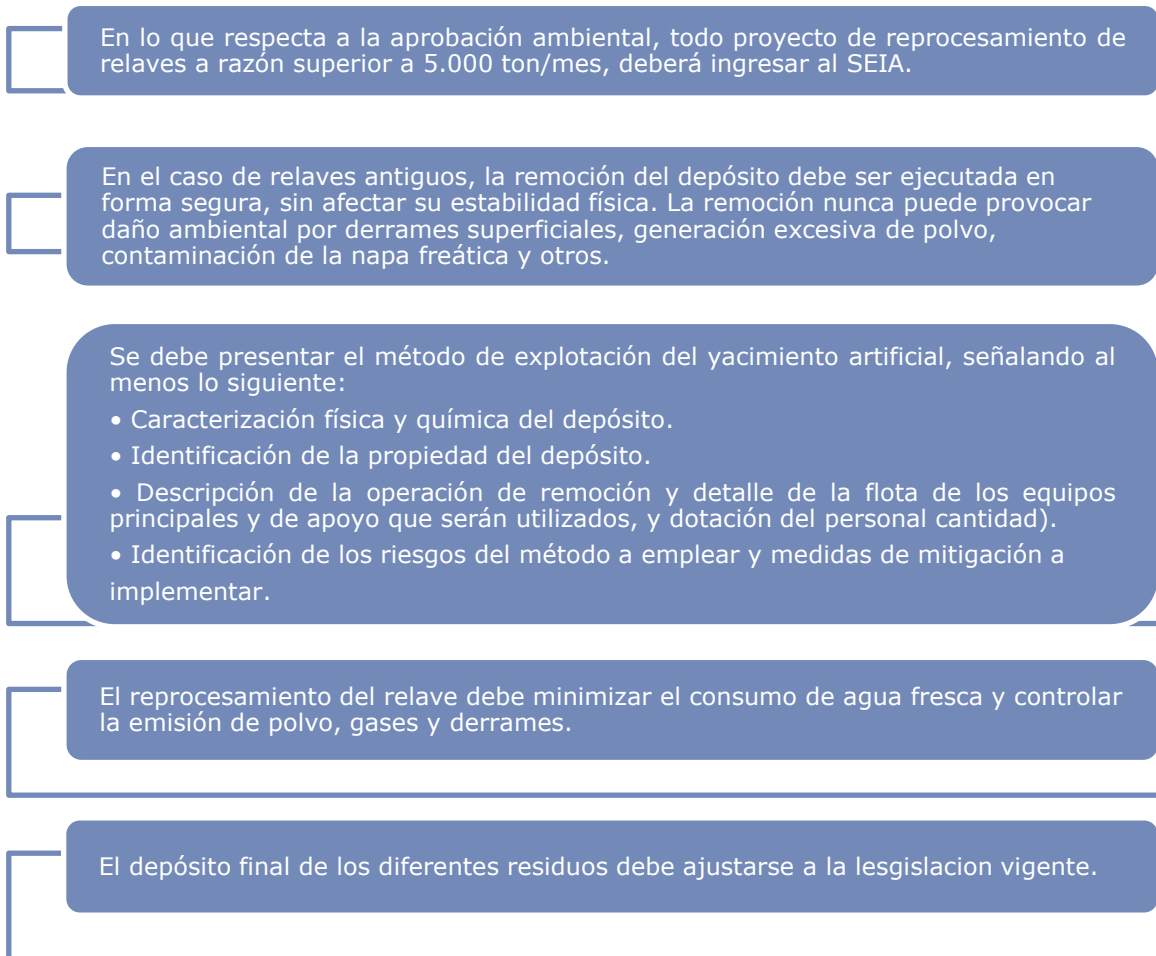 En lo que respecta a la aprobación ambiental, todo proyecto de reprocesamiento de
relaves a razón superior a 5.000 ton/mes, deberá ingresar al SEIA.
En el caso de relaves antiguos, la remoción del depósito debe ser ejecutada en
forma segura, sin afectar su estabilidad física. La remoción nunca puede provocar
daño ambiental por derrames superficiales, generación excesiva de polvo,
contaminación de la napa freática y otros.
Se debe presentar el método de explotación del yacimiento artificial, señalando al
menos lo siguiente:
• Caracterización física y química del depósito.
• Identificación de la propiedad del depósito.
• Descripción de la operación de remoción y detalle de la flota de los equipos
principales y de apoyo que serán utilizados, y dotación del personal cantidad).
• Identificación de los riesgos del método a emplear y medidas de mitigación a
implementar.
El reprocesamiento del relave debe minimizar el consumo de agua fresca y controlar
la emisión de polvo, gases y derrames.
El depósito final de los diferentes residuos debe ajustarse a la lesgislacion vigente.